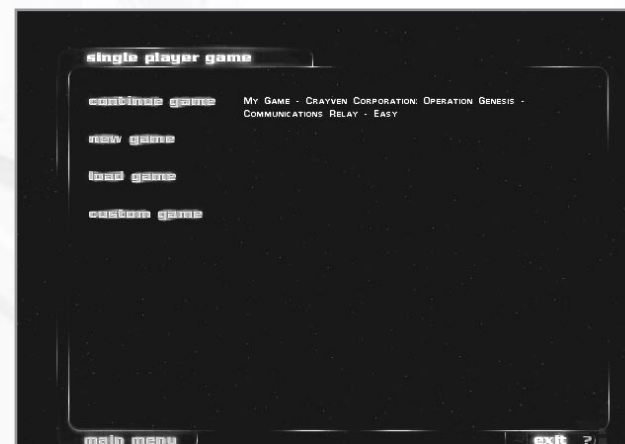 single player game
continue game
My Game - Crayven Corporation: Operation Genesis -
Communications Relay - Easy
new game
load game
custom game
main menu
exit ?